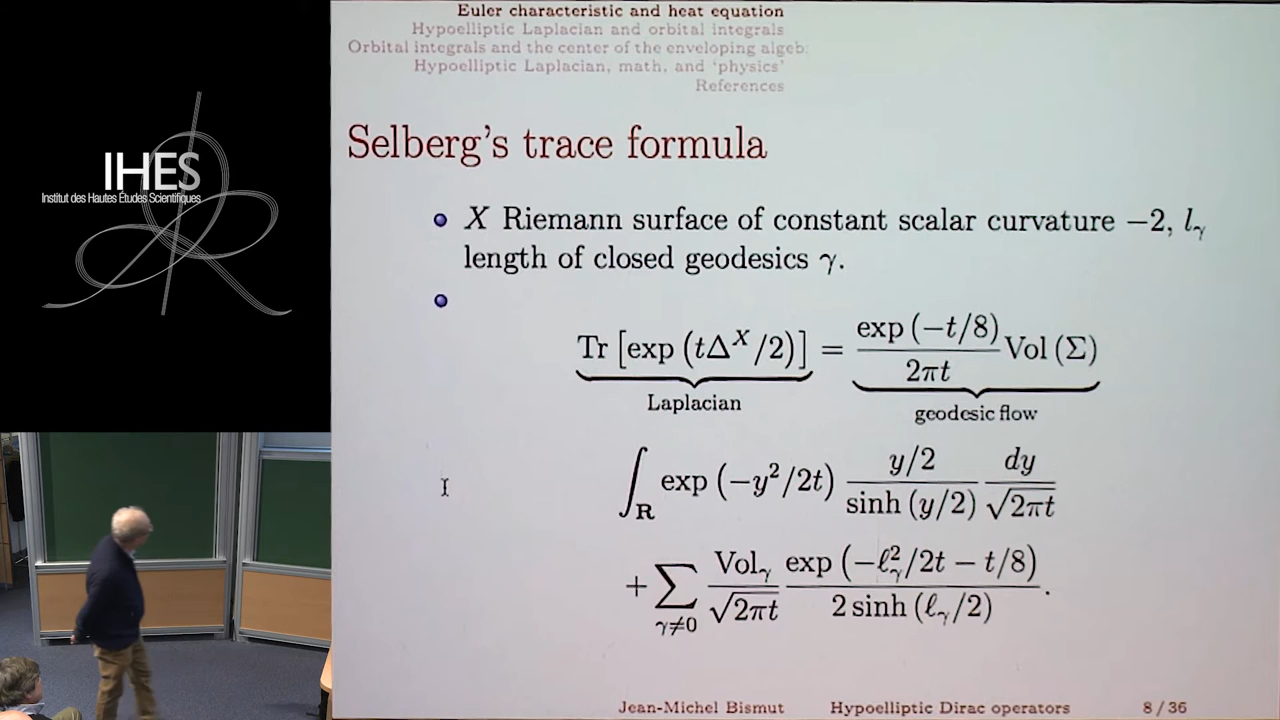 IHES
Institut des Hautes Études Scientifiques
Euler characteristic and heat equation
Hypoelliptic Laplacian and orbital integrals
Orbital integrals and the center of the enveloping algeb
Hypoelliptic Laplacian, math, and ‘physics’
References
Selberg’s trace formula
X Riemann surface of constant scalar curvature −2, l_γ
length of closed geodesics γ.
Tr [exp (tΔ^X/2)] = exp (−t/8) / 2πt Vol (Σ)
Laplacian
geodesic flow
∫_R exp (−y²/2t) y/2 / sinh (y/2) dy / √2πt
+ ∑_{γ≠0} Vol_γ / √2πt exp (−ℓ_γ²/2t − t/8) / 2 sinh (ℓ_γ/2) .
Jean-Michel Bismut Hypoelliptic Dirac operators 8 / 36